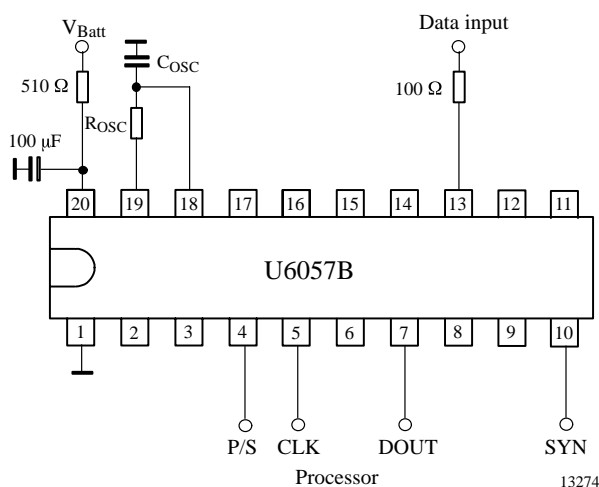 V_Batt
Data input
C_OSC
510 Ω
100 Ω
R_OSC
100 µF
20 19 18 17 16 15 14 13 12 11
U6057B
1 2 3 4 5 6 7 8 9 10
P/S CLK DOUT SYN
Processor
13274